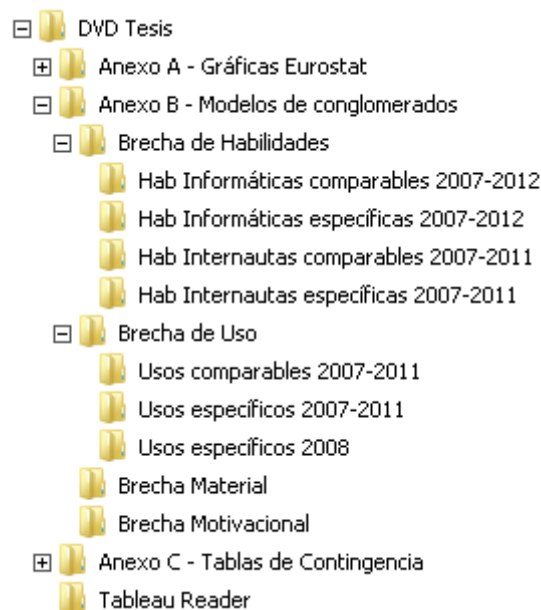 DVD Tesis
Anexo A - Gráficas Eurostat
Anexo B - Modelos de conglomerados
Brecha de Habilidades
Hab Informáticas comparables 2007-2012
Hab Informáticas específicas 2007-2012
Hab Internautas comparables 2007-2011
Hab Internautas específicas 2007-2011
Brecha de Uso
Usos comparables 2007-2011
Usos específicos 2007-2011
Usos específicos 2008
Brecha Material
Brecha Motivacional
Anexo C - Tablas de Contingencia
Tableau Reader